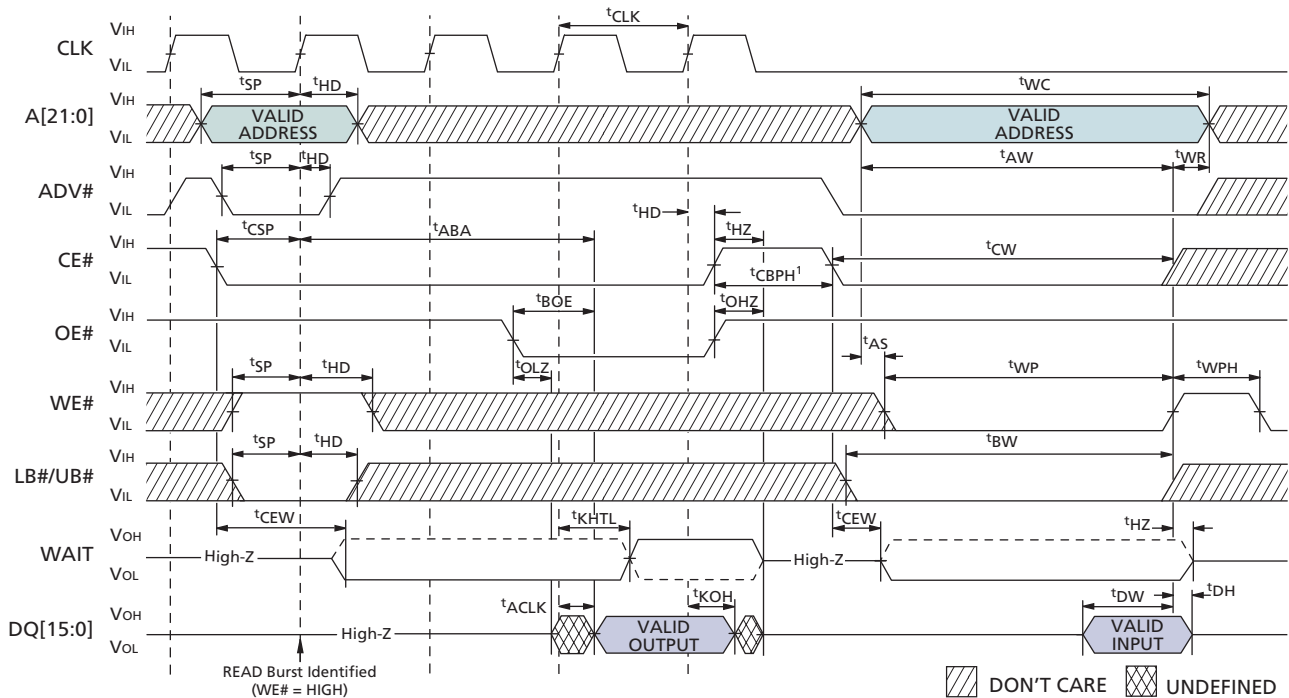 tCLK
VIH
CLK
VIL
tSP tHD tWC
VIH
A[21:0]
VIL
VALID ADDRESS
VALID ADDRESS
tSP tHD tAW tWR
VIH
ADV#
VIL
tHD
tCSP tABA tHZ
VIH
CE#
VIL
tCW
tCBPH1
tBOE tOHZ
VIH
OE#
VIL
tOLZ
tAS
tSP tHD tWP tWPH
VIH
WE#
VIL
tSP tHD tBW
VIH
LB#/UB#
VIL
tCEW tKHTL tCEW tHZ
VOH
WAIT
VOL
High-Z
High-Z
tACLK tKOH tDW tDH
VOH
DQ[15:0]
VOL
High-Z
VALID OUTPUT
VALID INPUT
READ Burst Identified
(WE# = HIGH)
DON'T CARE
UNDEFINED